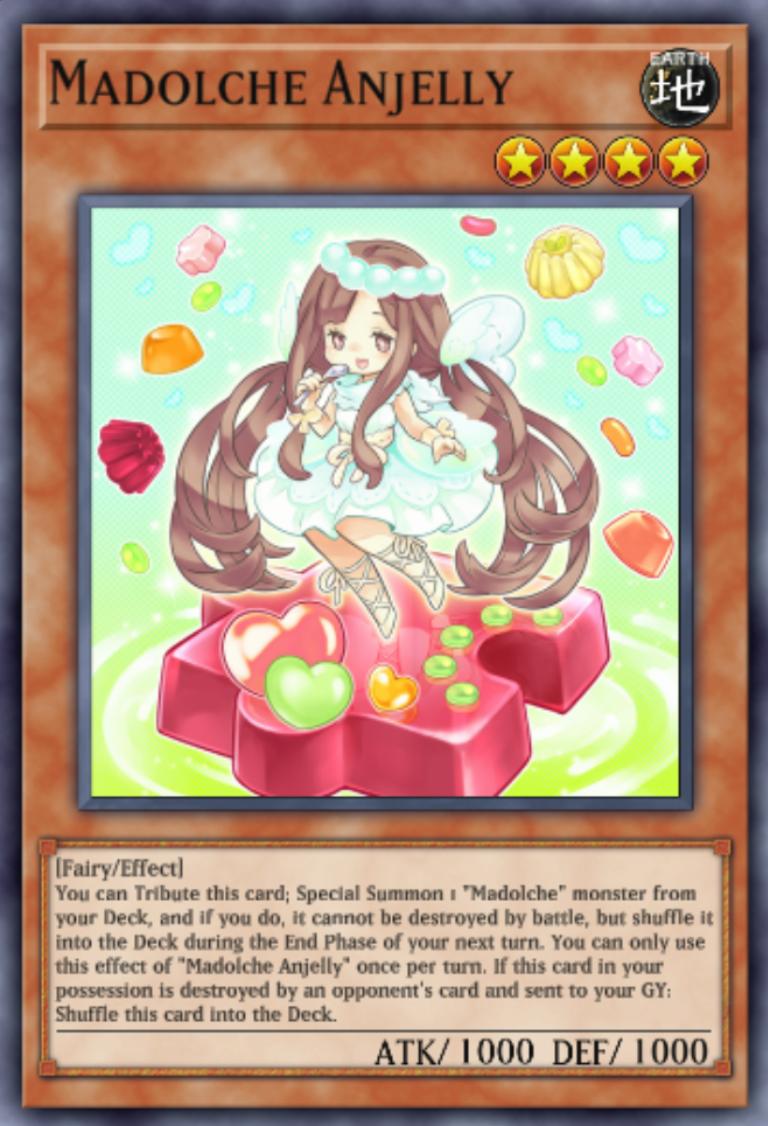 MADOLCHE ANJELLY
EARTH
地
[Fairy/Effect]
You can Tribute this card; Special Summon 1 "Madolche" monster from
your Deck, and if you do, it cannot be destroyed by battle, but shuffle it
into the Deck during the End Phase of your next turn. You can only use
this effect of "Madolche Anjelly" once per turn. If this card in your
possession is destroyed by an opponent's card and sent to your GY:
Shuffle this card into the Deck.
ATK/ 1000 DEF/ 1000